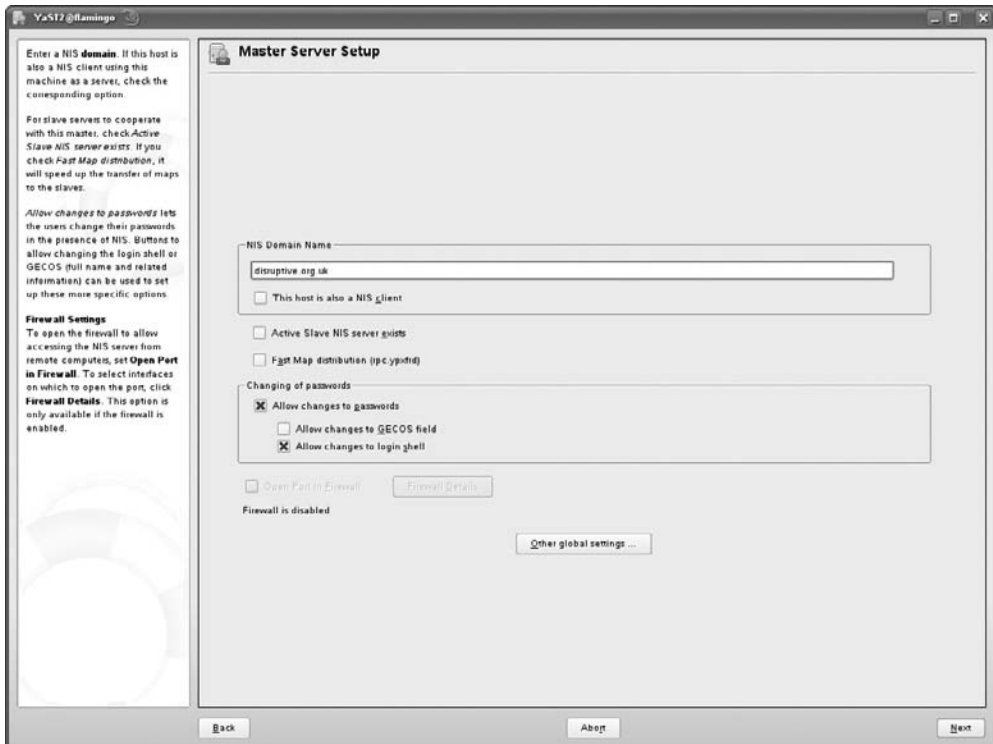 YaST2@flamingo
Enter a NIS domain. If this host is
also a NIS client using this
machine as a server, check the
corresponding option.
For slave servers to cooperate
with this master, check Active
Slave NIS server exists. If you
check Fast Map distribution, it
will speed up the transfer of maps
to the slaves.
Allow changes to passwords lets
the users change their passwords
in the presence of NIS. Buttons to
allow changing the login shell or
GECOS (full name and related
information) can be used to set
up these more specific options.
Firewall Settings
To open the firewall to allow
accessing the NIS server from
remote computers, set Open Port
in Firewall. To select interfaces
on which to open the port, click
Firewall Details. This option is
only available if the firewall is
enabled.
Master Server Setup
NIS Domain Name
disruptive.org.uk
This host is also a NIS client
Active Slave NIS server exists
Fast Map distribution (rpc.ypxfrd)
Changing of passwords
Allow changes to passwords
Allow changes to GECOS field
Allow changes to login shell
Open Port in Firewall
Firewall Details
Firewall is disabled
Other global settings ...
Back
Abort
Next